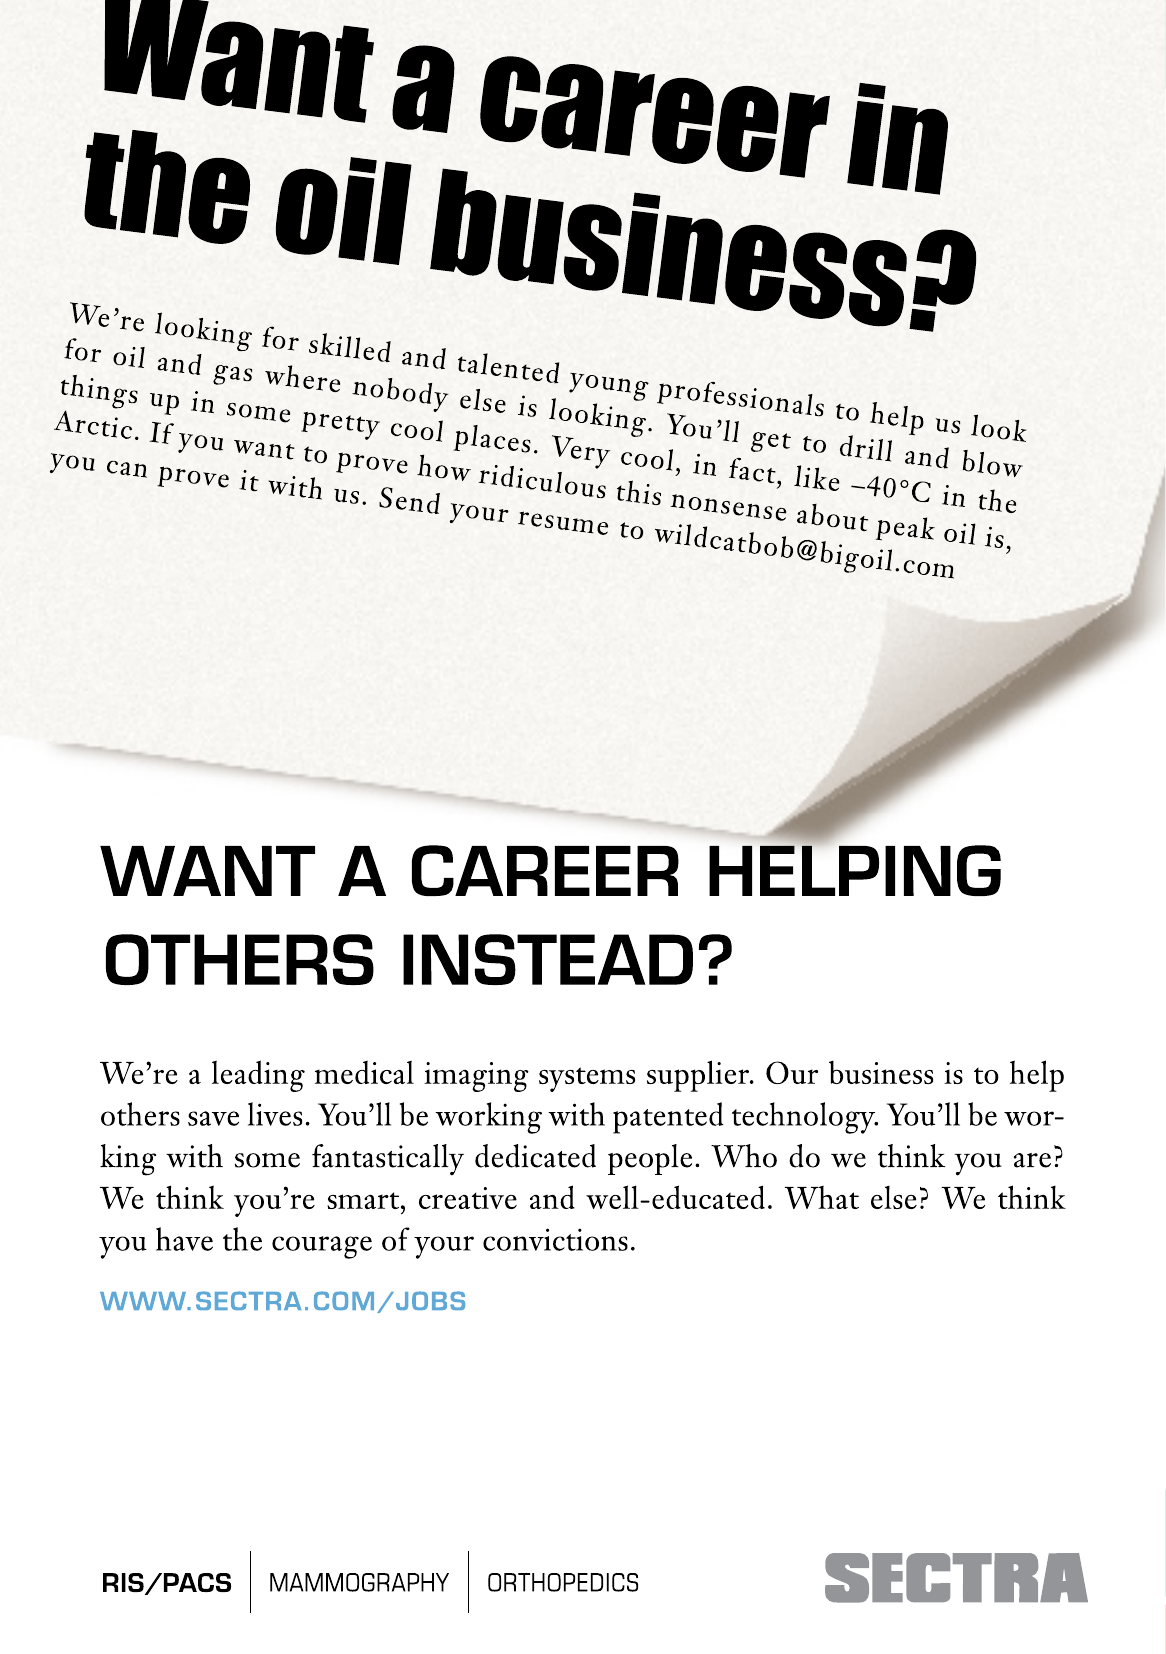 Want a career in
the oil business?
We’re looking for skilled and talented young professionals to help us look
for oil and gas where nobody else is looking. You’ll get to drill and blow
things up in some pretty cool places. Very cool, in fact, like –40°C in the
Arctic. If you want to prove how ridiculous this nonsense about peak oil is,
you can prove it with us. Send your resume to wildcatbob@bigoil.com
WANT A CAREER HELPING
OTHERS INSTEAD?
We’re a leading medical imaging systems supplier. Our business is to help
others save lives. You’ll be working with patented technology. You’ll be wor-
king with some fantastically dedicated people. Who do we think you are?
We think you’re smart, creative and well-educated. What else? We think
you have the courage of your convictions.
WWW.SECTRA.COM/JOBS
RIS/PACS MAMMOGRAPHY ORTHOPEDICS SECTRA